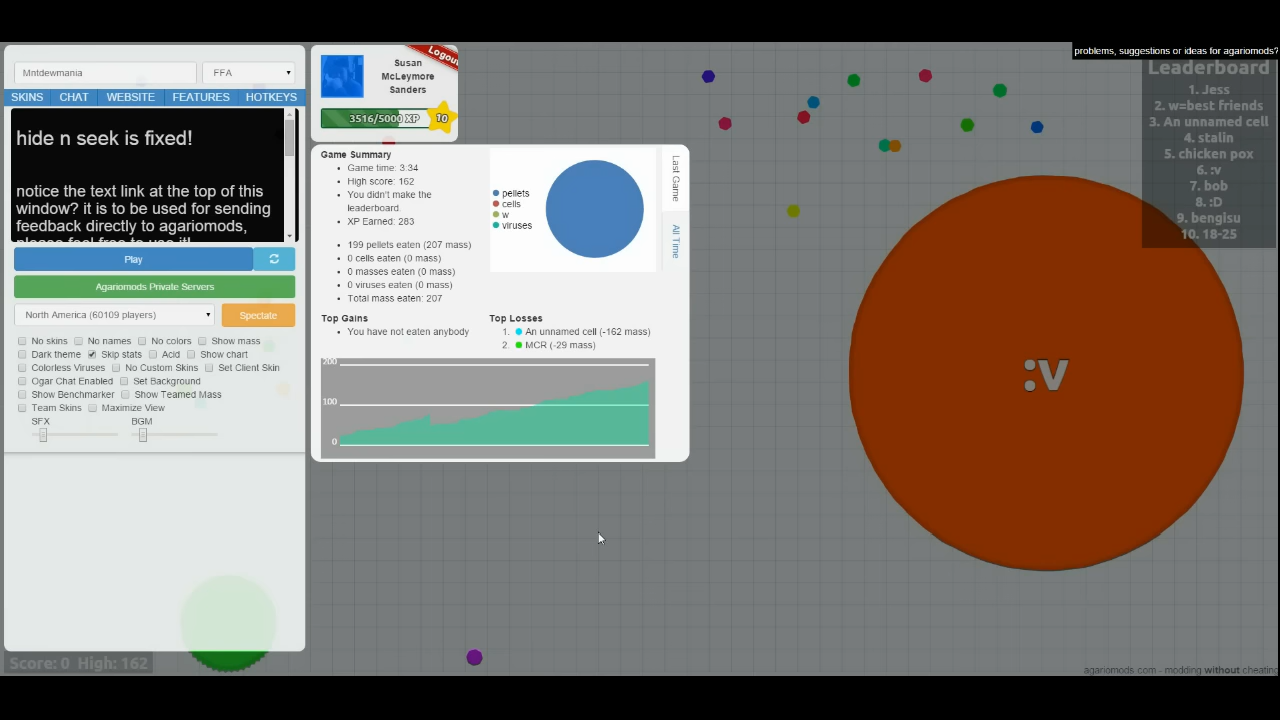 problems, suggestions or ideas for agariomods?
Mntdewmania
FFA
SKINS CHAT WEBSITE FEATURES HOTKEYS
hide n seek is fixed!
notice the text link at the top of this
window? it is to be used for sending
feedback directly to agariomods,
please feel free to use it!
Play
Agariomods Private Servers
North America (60109 players)
Spectate
No skins No names No colors Show mass
Dark theme Skip stats Acid Show chart
Colorless Viruses No Custom Skins Set Client Skin
Ogar Chat Enabled Set Background
Show Benchmarker Show Teamed Mass
Team Skins Maximize View
SFX BGM
Score: 0 High: 162
Logout
Susan
McLeymore
Sanders
3516/5000 XP
10
Game Summary
Game time: 3:34
High score: 162
You didn't make the
leaderboard.
XP Earned: 283
199 pellets eaten (207 mass)
0 cells eaten (0 mass)
0 masses eaten (0 mass)
0 viruses eaten (0 mass)
Total mass eaten: 207
pellets
cells
w
viruses
Last Game
All Time
Top Gains
You have not eaten anybody
Top Losses
1. An unnamed cell (-162 mass)
2. MCR (-29 mass)
200
100
0
:v
Leaderboard
1. Jess
2. w=best friends
3. An unnamed cell
4. stalin
5. chicken pox
6. :v
7. bob
8. :D
9. bengisu
10. 18-25
agariomods.com - modding without cheating